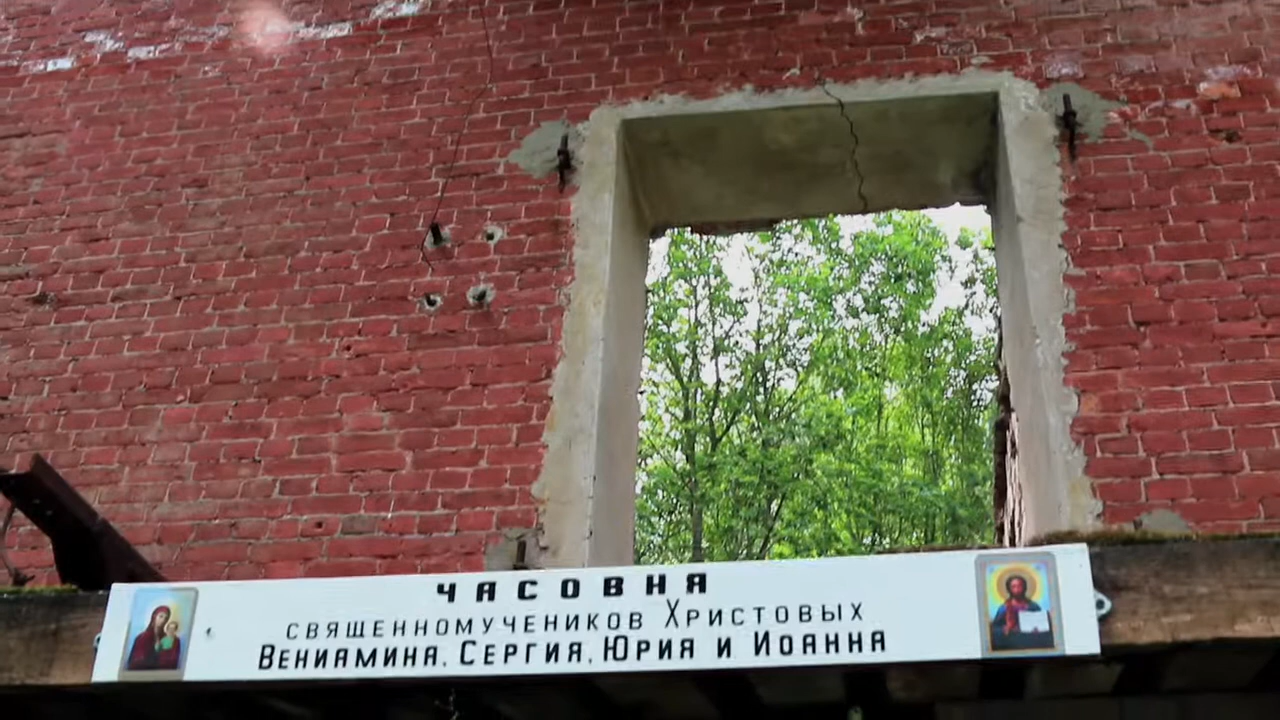 ЧАСОВНЯ
СВЯЩЕННОМУЧЕНИКОВ ХРИСТОВЫХ
ВЕНИАМИНА, СЕРГИЯ, ЮРИЯ И ИОАННА